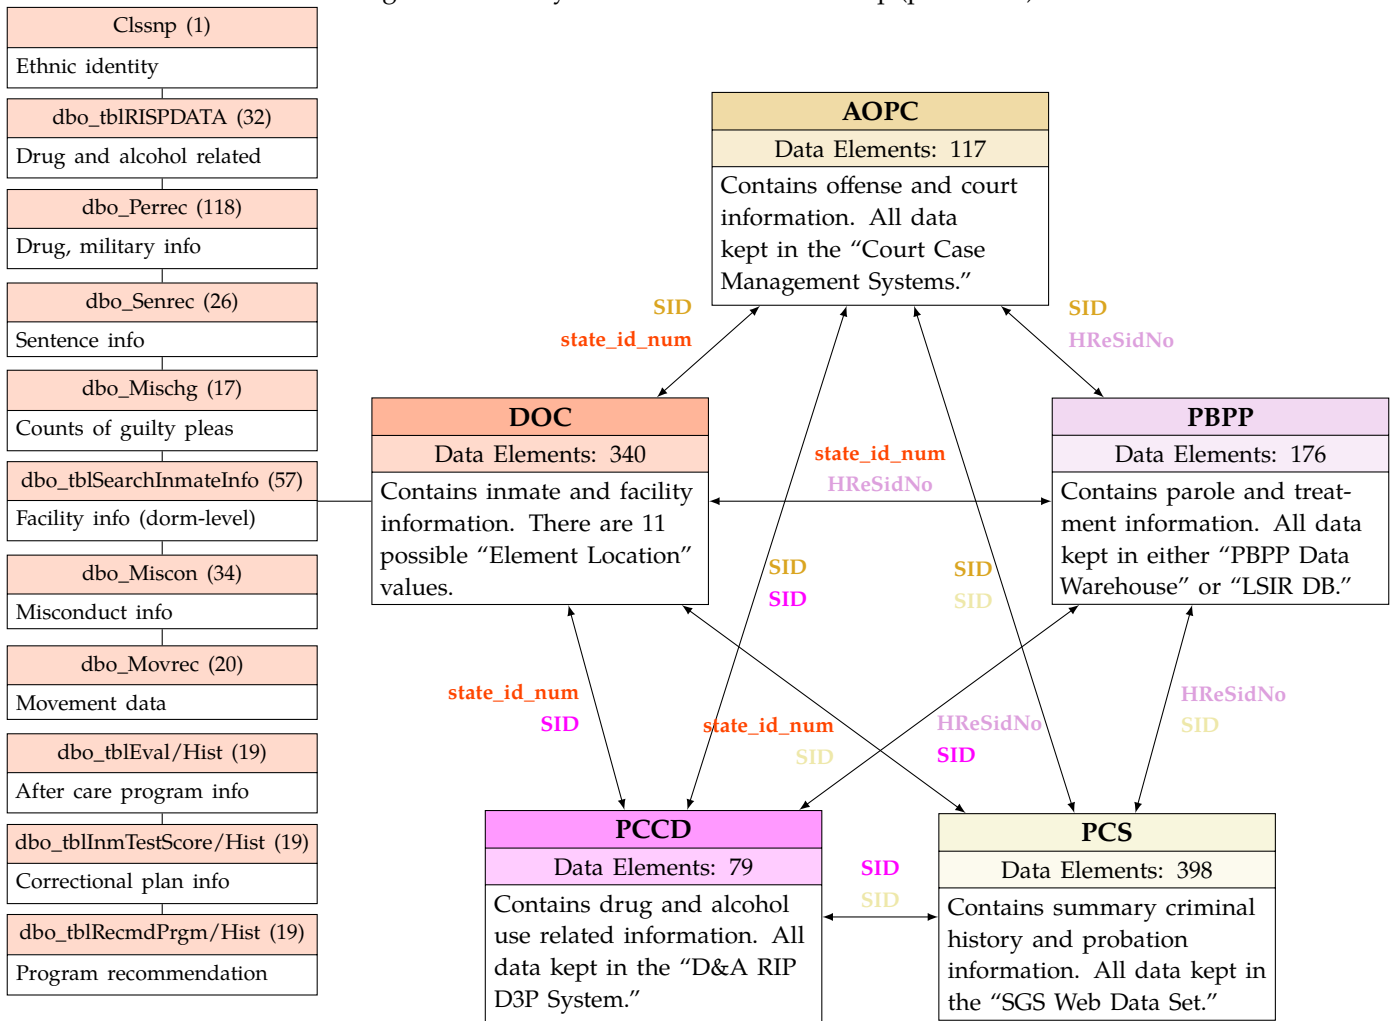 Clssnp (1)
Ethnic identity
dbo_tblRISPDATA (32)
Drug and alcohol related
dbo_Perrec (118)
Drug, military info
dbo_Senrec (26)
Sentence info
dbo_Mischg (17)
Counts of guilty pleas
dbo_tblSearchInmateInfo (57)
Facility info (dorm-level)
dbo_Miscon (34)
Misconduct info
dbo_Movrec (20)
Movement data
dbo_tblEval/Hist (19)
After care program info
dbo_tblInmTestScore/Hist (19)
Correctional plan info
dbo_tblRecmdPrgm/Hist (19)
Program recommendation
AOPC
Data Elements: 117
Contains offense and court
information. All data
kept in the “Court Case
Management Systems.”
SID
state_id_num
SID
HReSidNo
DOC
Data Elements: 340
Contains inmate and facility
information. There are 11
possible “Element Location”
values.
state_id_num
HReSidNo
PBPP
Data Elements: 176
Contains parole and treat-
ment information. All data
kept in either “PBPP Data
Warehouse” or “LSIR DB.”
SID
SID
SID
SID
state_id_num
SID
state_id_num
SID
HReSidNo
SID
HReSidNo
SID
PCCD
Data Elements: 79
Contains drug and alcohol
use related information. All
data kept in the “D&A RIP
D3P System.”
SID
SID
PCS
Data Elements: 398
Contains summary criminal
history and probation
information. All data kept in
the “SGS Web Data Set.”